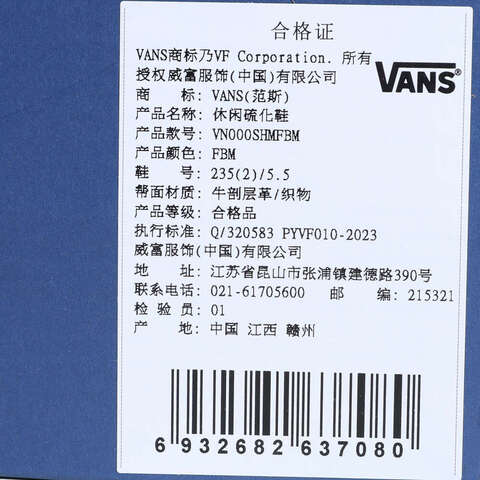 合格证
VANS商标乃VF Corporation. 所有
授权威富服饰(中国)有限公司
VANS®
商 标: VANS(范斯)
产品名称: 休闲硫化鞋
产品款号: VN000SHMFBM
产品颜色: FBM
鞋 号: 235(2)/5.5
帮面材质: 牛剖层革/织物
产品等级: 合格品
执行标准: Q/320583 PYVF010-2023
威富服饰(中国)有限公司
地 址: 江苏省昆山市张浦镇建德路390号
联系电话: 021-61705600 邮 编: 215321
检 验 员: 01
产 地: 中国 江西 赣州
6 932682 637080